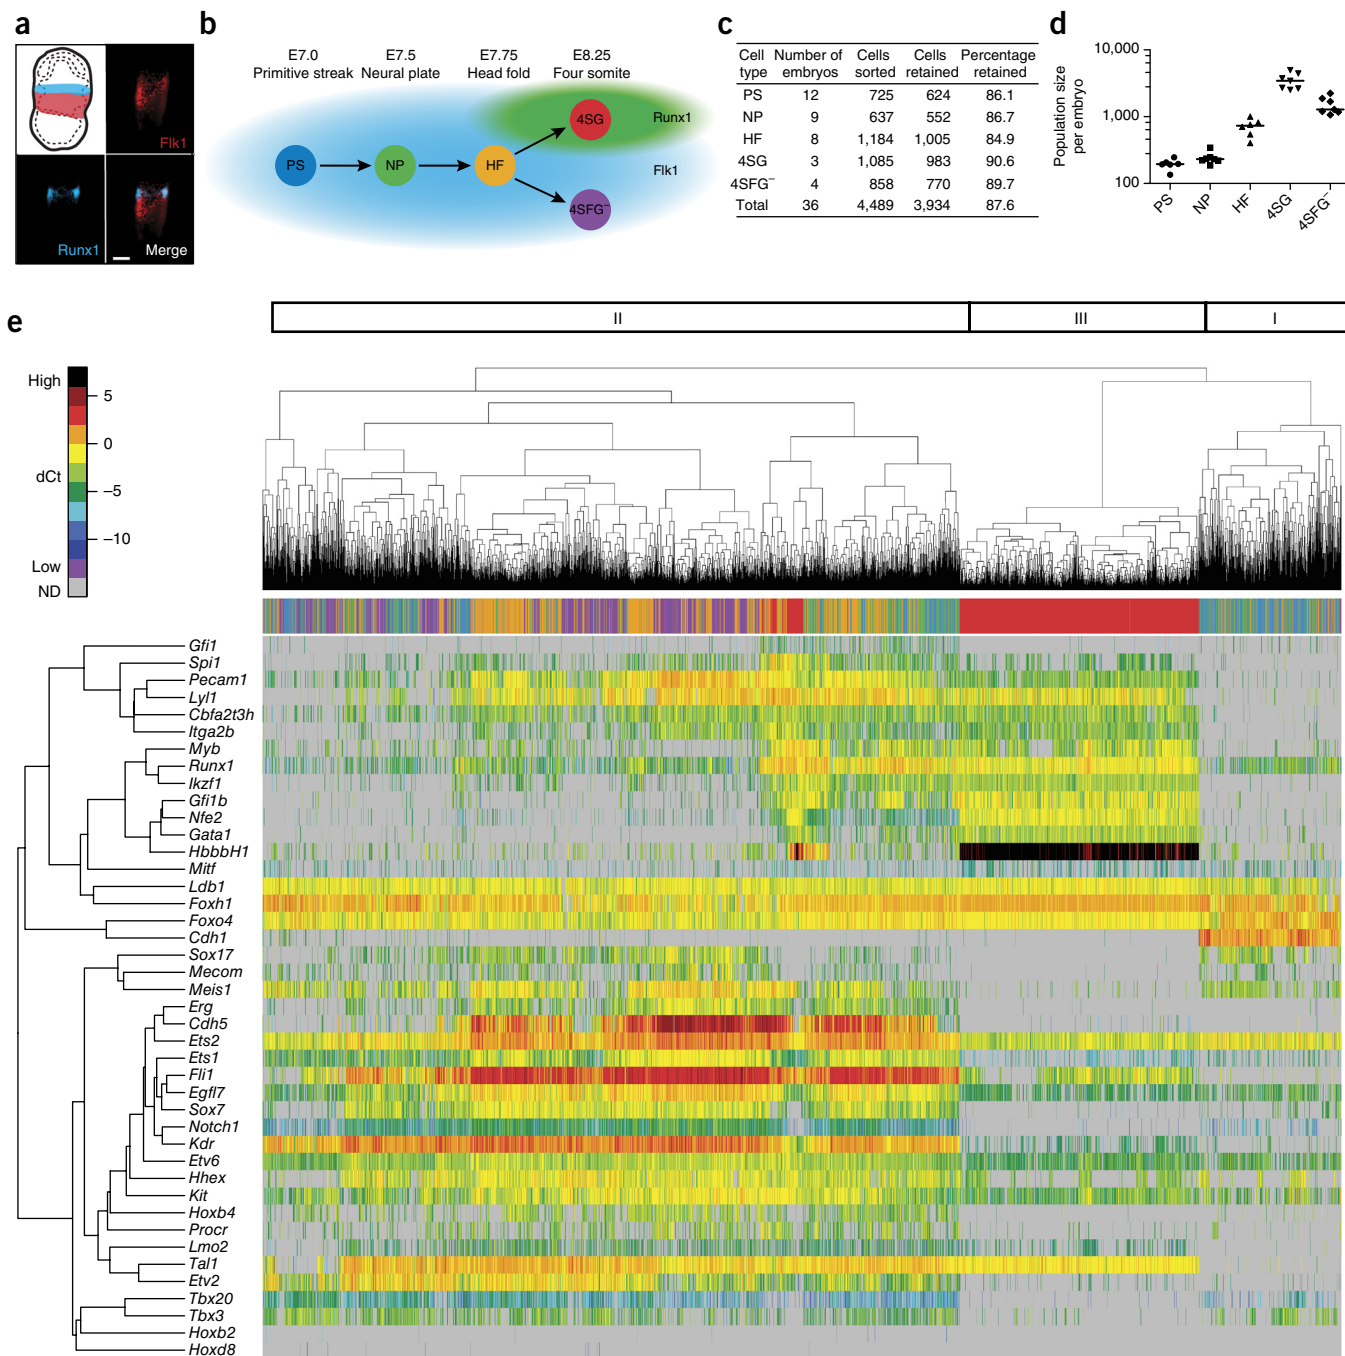 a
Flk1
Runx1
Merge
b
E7.0
Primitive streak
E7.5
Neural plate
E7.75
Head fold
E8.25
Four somite
PS
NP
HF
4SG
4SFG⁻
Runx1
Flk1
c
Cell type	Number of embryos	Cells sorted	Cells retained	Percentage retained
PS	12	725	624	86.1
NP	9	637	552	86.7
HF	8	1,184	1,005	84.9
4SG	3	1,085	983	90.6
4SFG⁻	4	858	770	89.7
Total	36	4,489	3,934	87.6
d
Population size per embryo
10,000
1,000
100
PS
NP
HF
4SG
4SFG⁻
e
II
III
I
High
dCt
Low
ND
5
0
−5
−10
Gfi1
Spi1
Pecam1
Lyl1
Cbfa2t3h
Itga2b
Myb
Runx1
Ikzf1
Gfi1b
Nfe2
Gata1
HbbbH1
Mitf
Ldb1
Foxh1
Foxo4
Cdh1
Sox17
Mecom
Meis1
Erg
Cdh5
Ets2
Ets1
Fli1
Egfl7
Sox7
Notch1
Kdr
Etv6
Hhex
Kit
Hoxb4
Procr
Lmo2
Tal1
Etv2
Tbx20
Tbx3
Hoxb2
Hoxd8